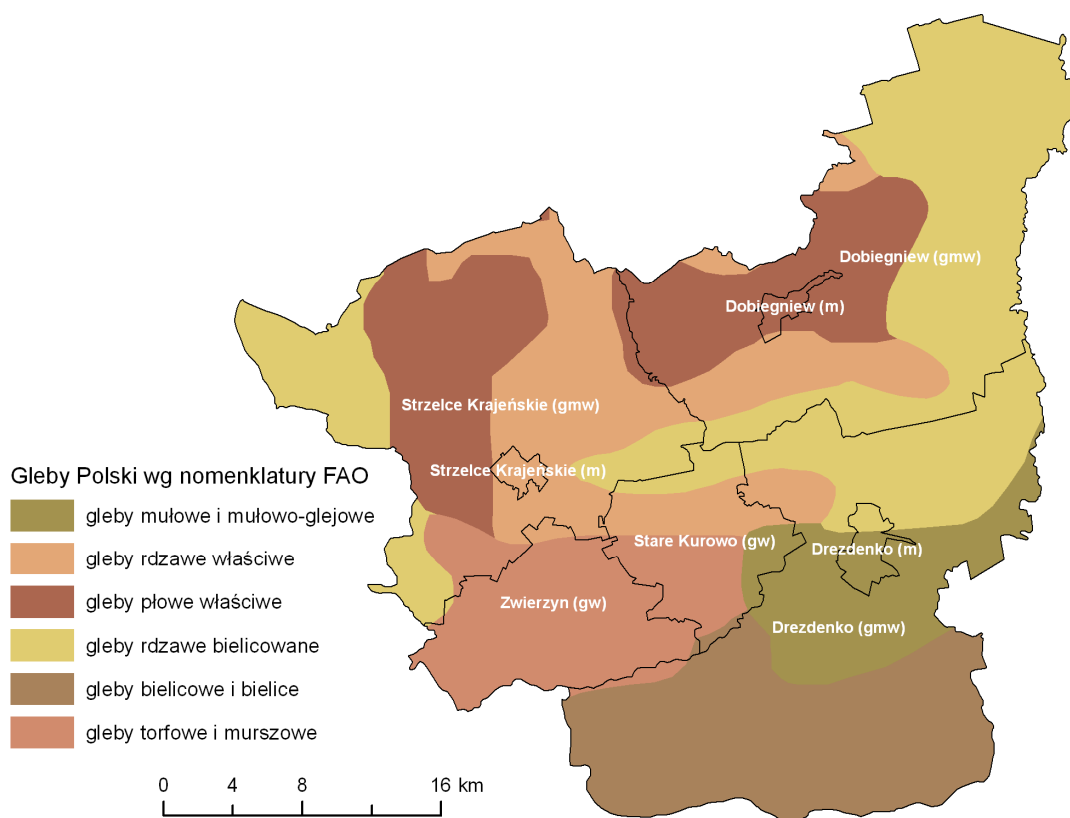 Dobiegniew (gmw)
Dobiegniew (m)
Strzelce Krajeńskie (gmw)
Strzelce Krajeńskie (m)
Stare Kurowo (gw)
Drezdenko (m)
Zwierzyn (gw)
Drezdenko (gmw)
Gleby Polski wg nomenklatury FAO
gleby mułowe i mułowo-glejowe
gleby rdzawe właściwe
gleby płowe właściwe
gleby rdzawe bielicowane
gleby bielicowe i bielice
gleby torfowe i murszowe
0 4 8 16 km